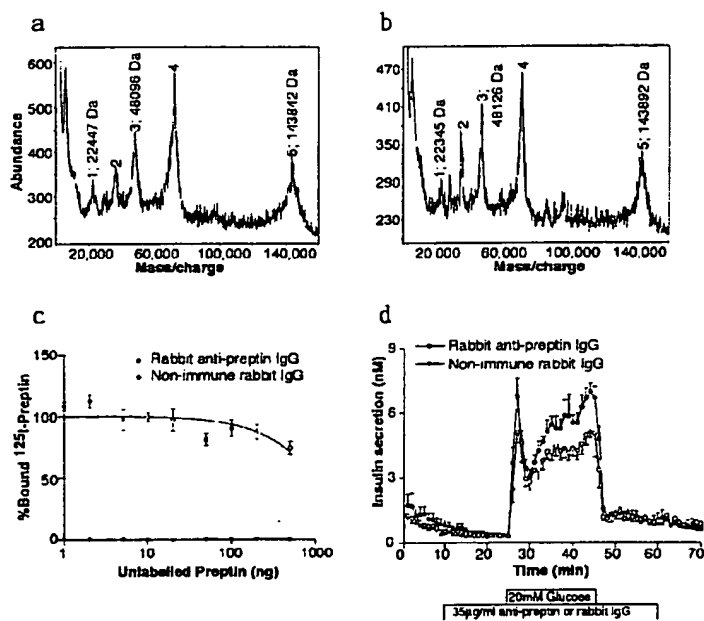 a
600
500
400
300
200
Abundance
1; 22447 Da
2
3; 48096 Da
4
5; 143842 Da
20,000
60,000
100,000
140,000
Mass/charge
b
470
410
350
290
230
1; 22345 Da
2
3; 48126 Da
4
5; 143892 Da
20,000
60,000
100,000
140,000
Mass/charge
c
150
100
50
0
%Bound 125I-Preptin
Rabbit anti-preptin IgG
Non-immune rabbit IgG
1
10
100
1000
Unlabelled Preptin (ng)
d
9
6
3
0
Insulin secretion (nM)
Rabbit anti-preptin IgG
Non-immune rabbit IgG
0
10
20
30
40
50
60
70
Time (min)
20mM Glucose
35µg/ml anti-preptin or rabbit IgG